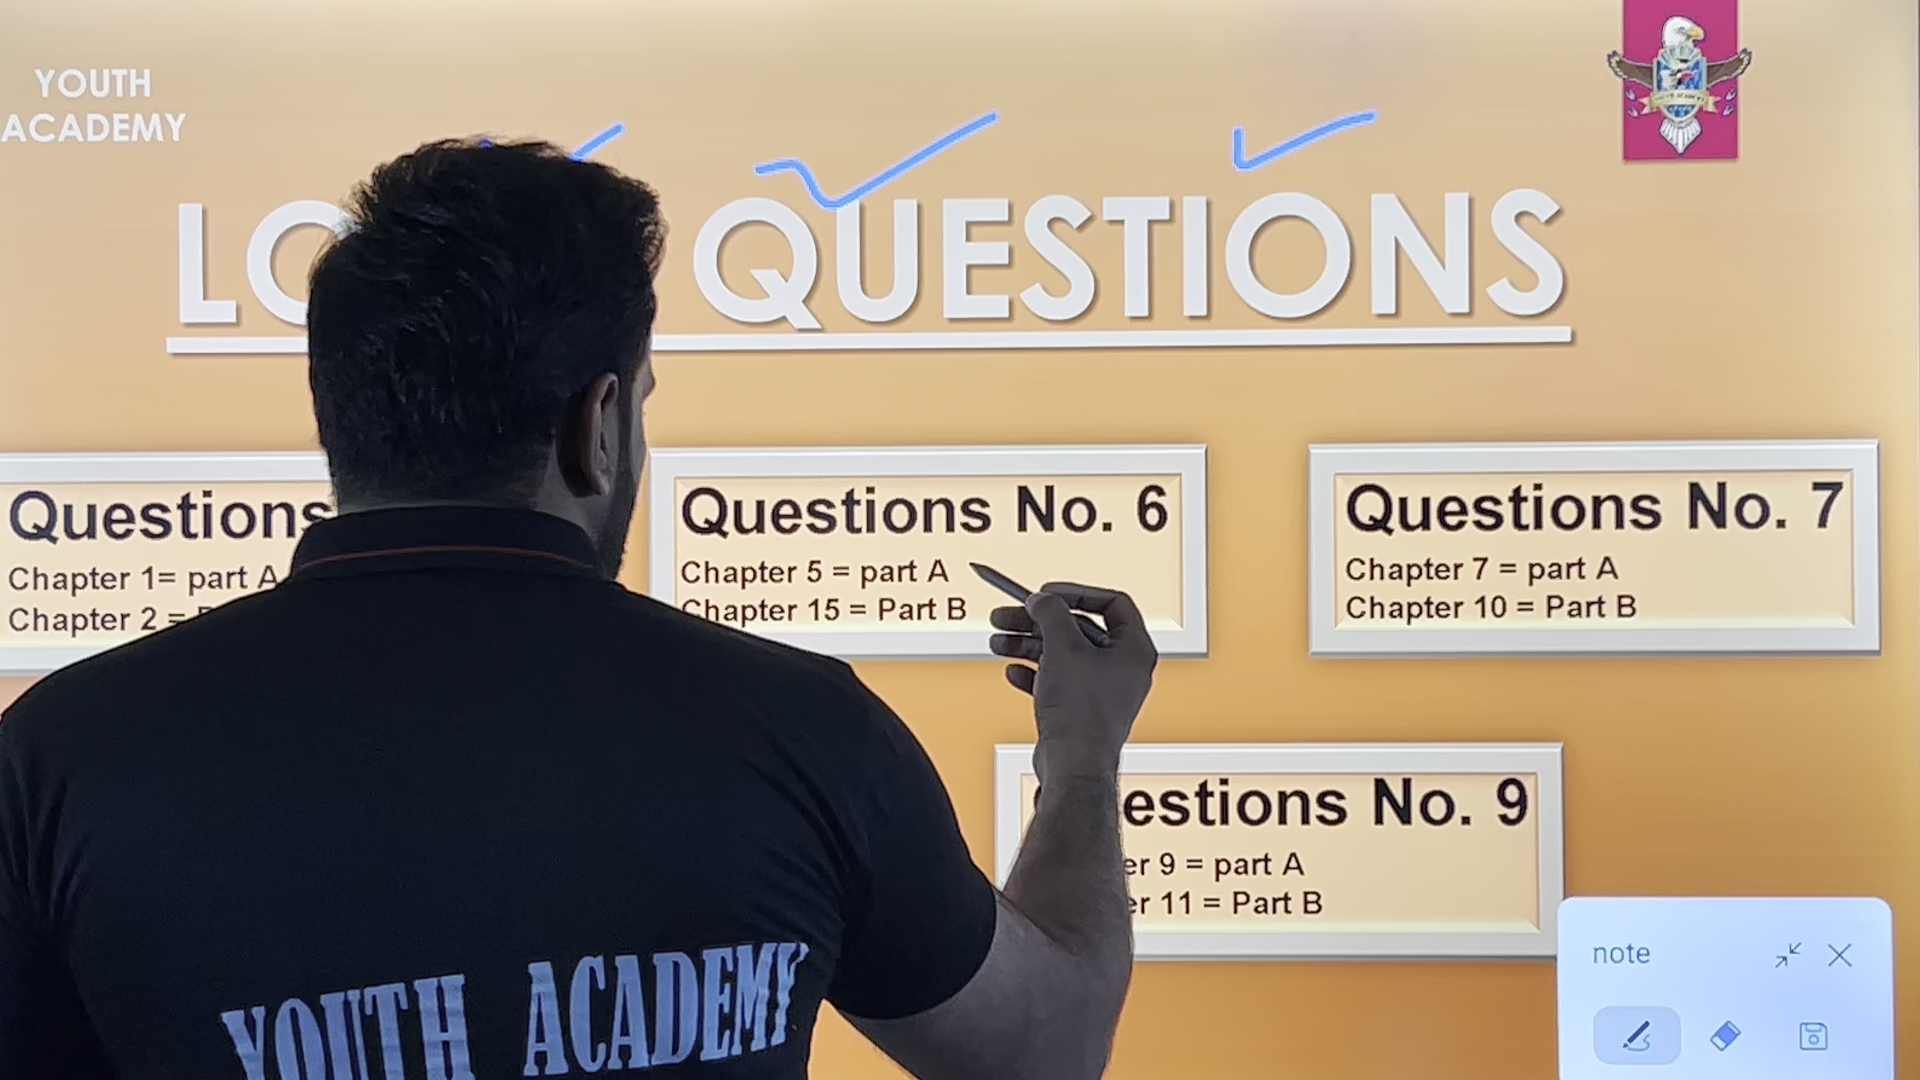 YOUTH
ACADEMY
QUESTIONS
Questions
Chapter 1= part A
Chapter 2 =
Questions No. 6
Chapter 5 = part A
Chapter 15 = Part B
Questions No. 7
Chapter 7 = part A
Chapter 10 = Part B
estions No. 9
er 9 = part A
er 11 = Part B
note
YOUTH ACADEMY